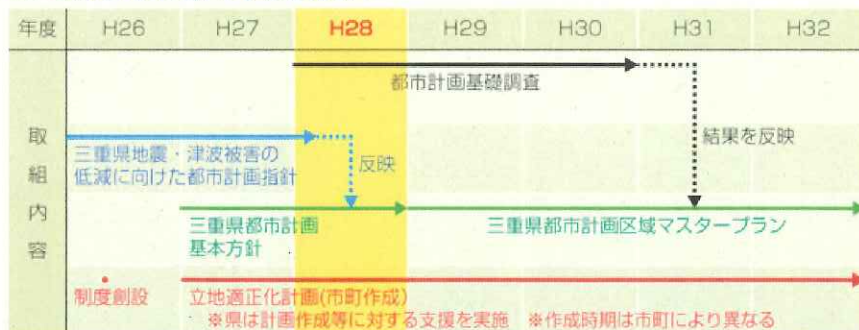 年度 H26 H27 H28 H29 H30 H31 H32
取組内容
都市計画基礎調査
三重県地震・津波被害の
低減に向けた都市計画指針
反映
結果を反映
三重県都市計画
基本方針
三重県都市計画区域マスタープラン
制度創設
立地適正化計画(市町作成)
※県は計画作成等に対する支援を実施 ※作成時期は市町により異なる